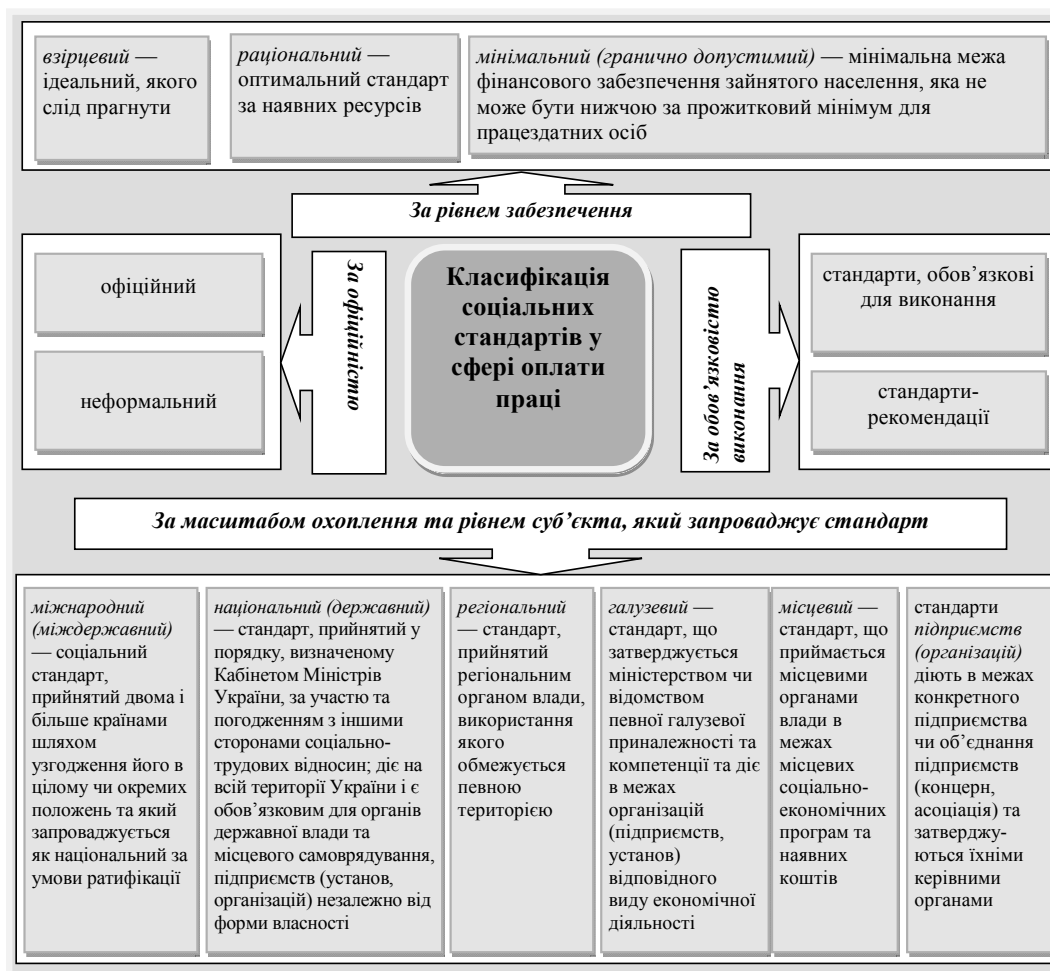 взірцевий —
ідеальний, якого
слід прагнути
раціональний —
оптимальний стандарт
за наявних ресурсів
мінімальний (гранично допустимий) — мінімальна межа
фінансового забезпечення зайнятого населення, яка не
може бути нижчою за прожитковий мінімум для
працездатних осіб
За рівнем забезпечення
офіційний
неформальний
За офіційністю
Класифікація
соціальних
стандартів у
сфері оплати
праці
За обов’язковістю
виконання
стандарти, обов’язкові
для виконання
стандарти-
рекомендації
За масштабом охоплення та рівнем суб’єкта, який запроваджує стандарт
міжнародний
(міждержавний)
— соціальний
стандарт,
прийнятий двома і
більше країнами
шляхом
узгодження його в
цілому чи окремих
положень та який
запроваджується
як національний за
умови ратифікації
національний (державний)
— стандарт, прийнятий у
порядку, визначеному
Кабінетом Міністрів
України, за участю та
погодженням з іншими
сторонами соціально-
трудових відносин; діє на
всій території України і є
обов’язковим для органів
державної влади та
місцевого самоврядування,
підприємств (установ,
організацій) незалежно від
форми власності
регіональний
— стандарт,
прийнятий
регіональним
органом влади,
використання
якого
обмежується
певною
територією
галузевий —
стандарт, що
затверджується
міністерством чи
відомством
певної галузевої
приналежності та
компетенції та діє
в межах
організацій
(підприємств,
установ)
відповідного
виду економічної
діяльності
місцевий —
стандарт, що
приймається
місцевими
органами
влади в
межах
місцевих
соціально-
економічних
програм та
наявних
коштів
стандарти
підприємств
(організацій)
діють в межах
конкретного
підприємства
чи об’єднання
підприємств
(концерн,
асоціація) та
затверджу-
ються їхніми
керівними
органами